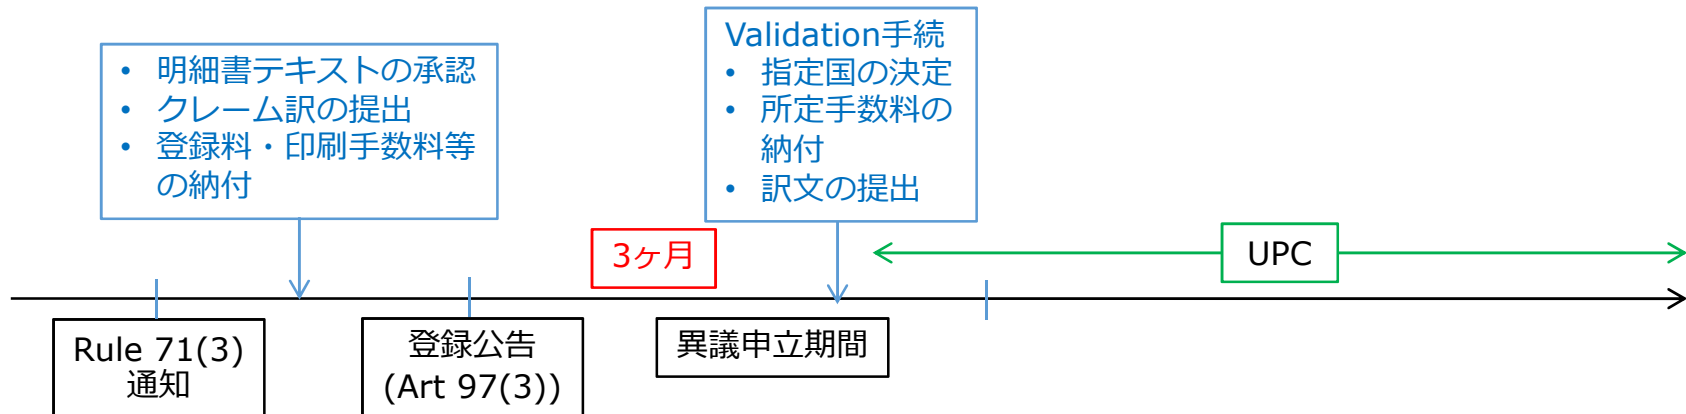 • 明細書テキストの承認
• クレーム訳の提出
• 登録料・印刷手数料等
の納付
Validation手続
• 指定国の決定
• 所定手数料の
納付
• 訳文の提出
3ヶ月
UPC
Rule 71(3)
通知
登録公告
(Art 97(3))
異議申立期間